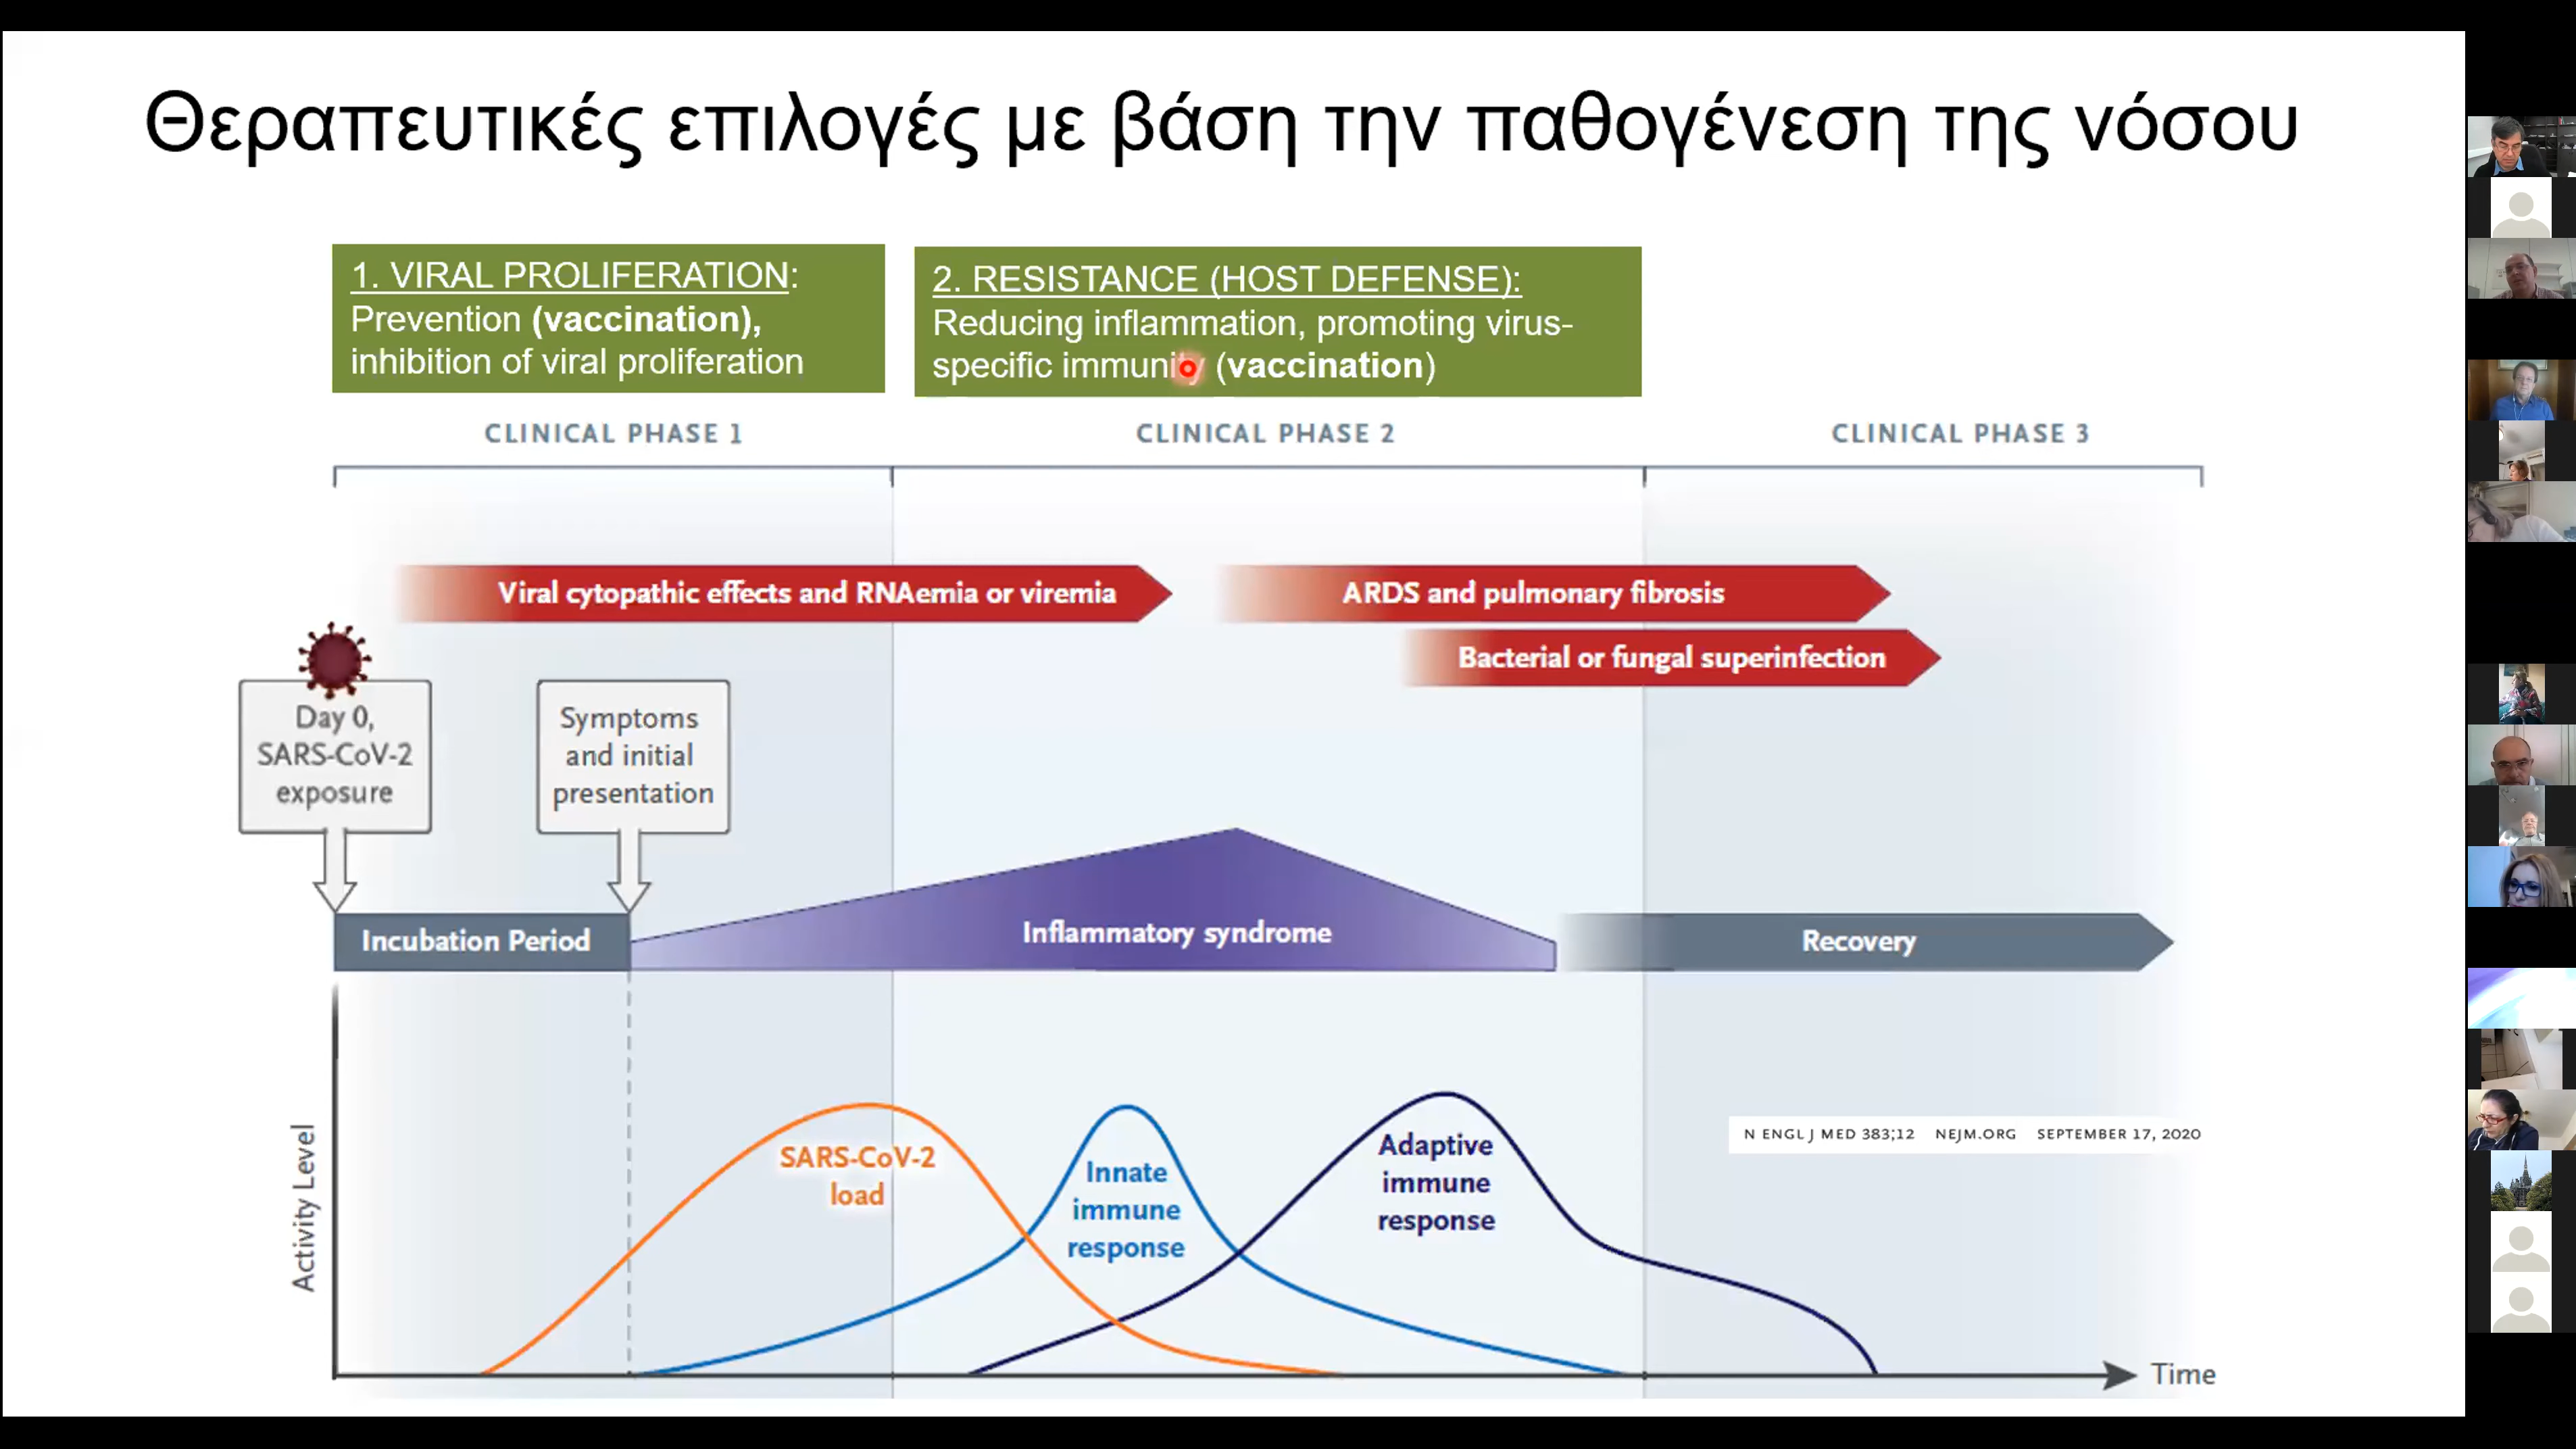 Θεραπευτικές επιλογές με βάση την παθογένεση της νόσου
1. VIRAL PROLIFERATION:
Prevention (vaccination),
inhibition of viral proliferation
2. RESISTANCE (HOST DEFENSE):
Reducing inflammation, promoting virus-
specific immunity (vaccination)
CLINICAL PHASE 1
CLINICAL PHASE 2
CLINICAL PHASE 3
Viral cytopathic effects and RNAemia or viremia
ARDS and pulmonary fibrosis
Bacterial or fungal superinfection
Day 0,
SARS-CoV-2
exposure
Symptoms
and initial
presentation
Incubation Period
Inflammatory syndrome
Recovery
Activity Level
SARS-CoV-2
load
Innate
immune
response
Adaptive
immune
response
N ENGL J MED 383;12 NEJM.ORG SEPTEMBER 17, 2020
Time